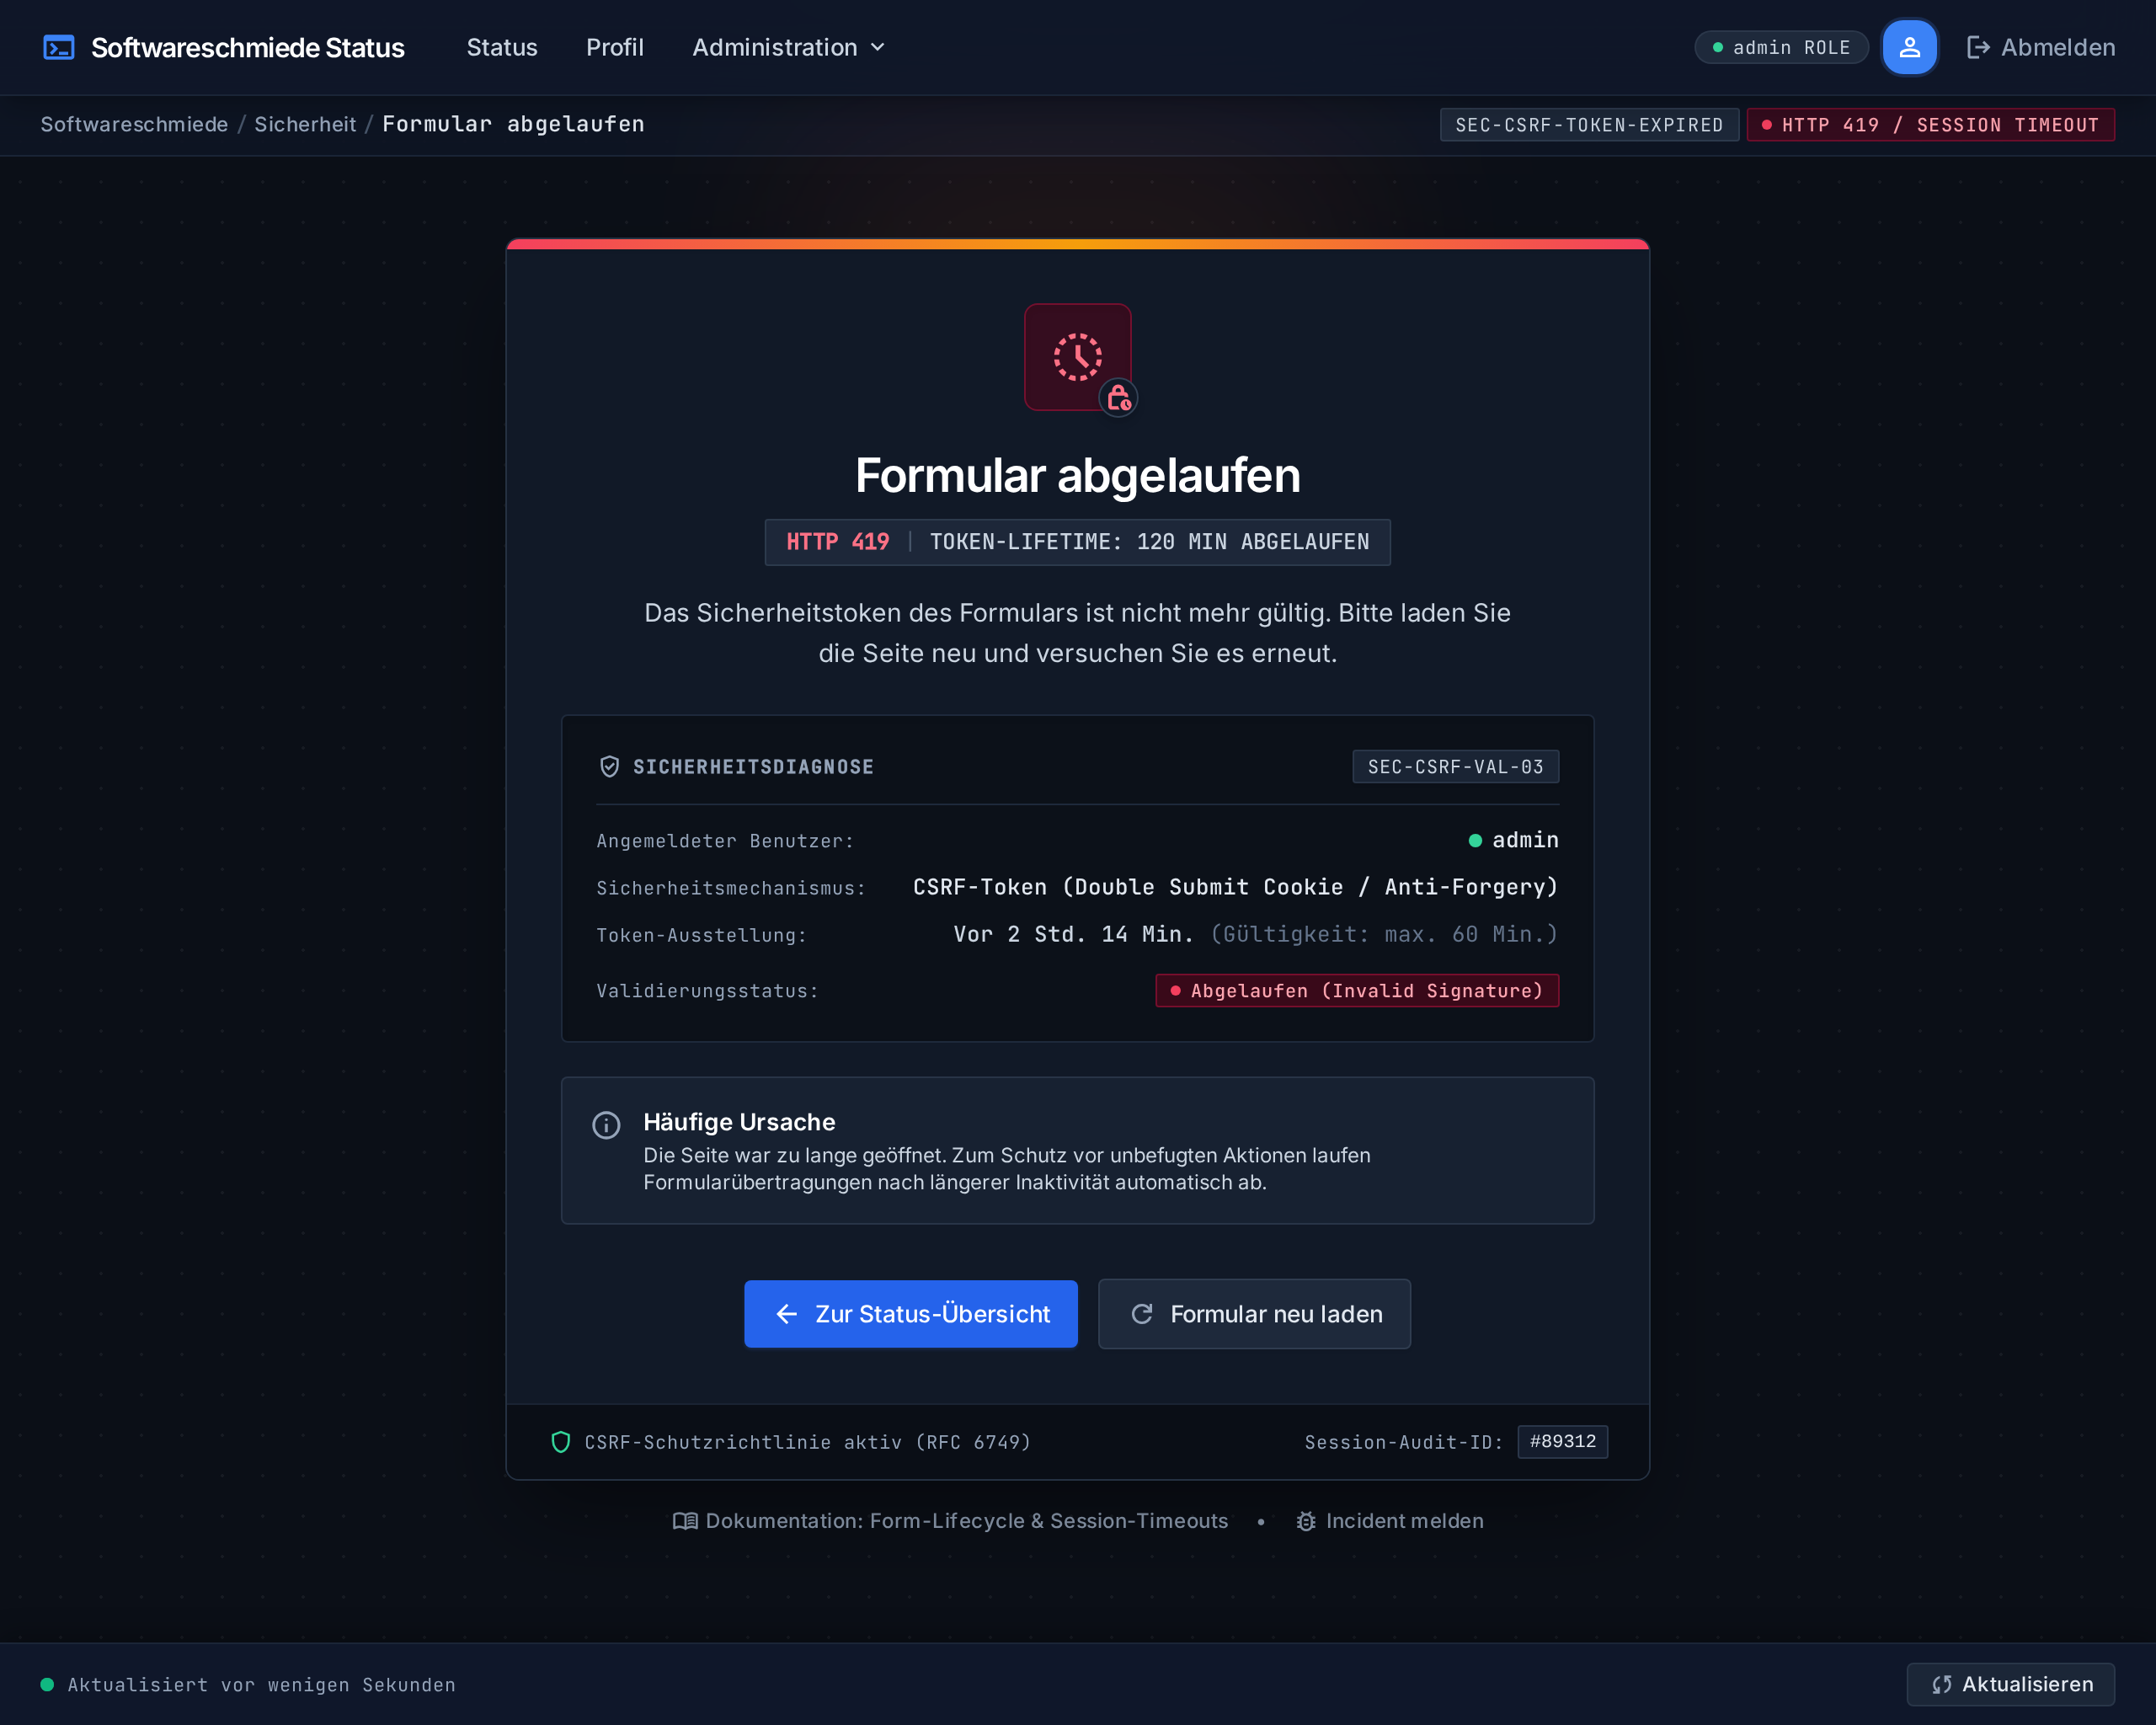 Softwareschmiede Status
Status
Profil
Administration
admin ROLE
Abmelden
Softwareschmiede / Sicherheit / Formular abgelaufen
SEC-CSRF-TOKEN-EXPIRED
HTTP 419 / SESSION TIMEOUT
Formular abgelaufen
HTTP 419 | TOKEN-LIFETIME: 120 MIN ABGELAUFEN
Das Sicherheitstoken des Formulars ist nicht mehr gültig. Bitte laden Sie
die Seite neu und versuchen Sie es erneut.
SICHERHEITSDIAGNOSE
SEC-CSRF-VAL-03
Angemeldeter Benutzer:
admin
Sicherheitsmechanismus:
CSRF-Token (Double Submit Cookie / Anti-Forgery)
Token-Ausstellung:
Vor 2 Std. 14 Min. (Gültigkeit: max. 60 Min.)
Validierungsstatus:
Abgelaufen (Invalid Signature)
Häufige Ursache
Die Seite war zu lange geöffnet. Zum Schutz vor unbefugten Aktionen laufen
Formularübertragungen nach längerer Inaktivität automatisch ab.
Zur Status-Übersicht
Formular neu laden
CSRF-Schutzrichtlinie aktiv (RFC 6749)
Session-Audit-ID:
#89312
Dokumentation: Form-Lifecycle & Session-Timeouts
•
Incident melden
Aktualisiert vor wenigen Sekunden
Aktualisieren